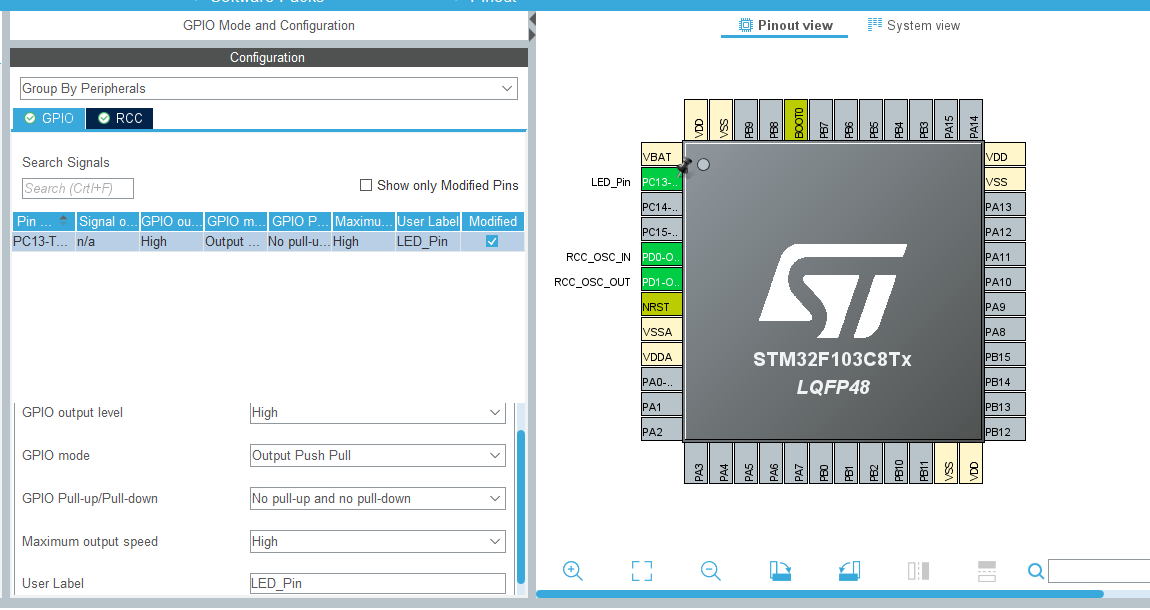 Software Packs
Pinout
GPIO Mode and Configuration
Configuration
Group By Peripherals
GPIO
RCC
Search Signals
Search (CrtI+F)
Show only Modified Pins
Pin ... Signal o... GPIO ou... GPIO m... GPIO P... Maximu... User Label Modified
PC13-T... n/a High Output ... No pull-u... High LED_Pin
GPIO output level High
GPIO mode Output Push Pull
GPIO Pull-up/Pull-down No pull-up and no pull-down
Maximum output speed High
User Label LED_Pin
Pinout view
System view
VDD VSS PB9 PB8 BOOT0 PB7 PB6 PB5 PB4 PB3 PA15 PA14
VBAT VDD
LED_Pin PC13-.. VSS
PC14-.. PA13
PC15-.. PA12
RCC_OSC_IN PD0-O.. PA11
RCC_OSC_OUT PD1-O.. PA10
NRST PA9
VSSA PA8
VDDA PB15
PA0-.. PB14
PA1 PB13
PA2 PB12
ST
STM32F103C8Tx
LQFP48
PA3 PA4 PA5 PA6 PA7 PB0 PB1 PB2 PB10 PB11 VSS VDD